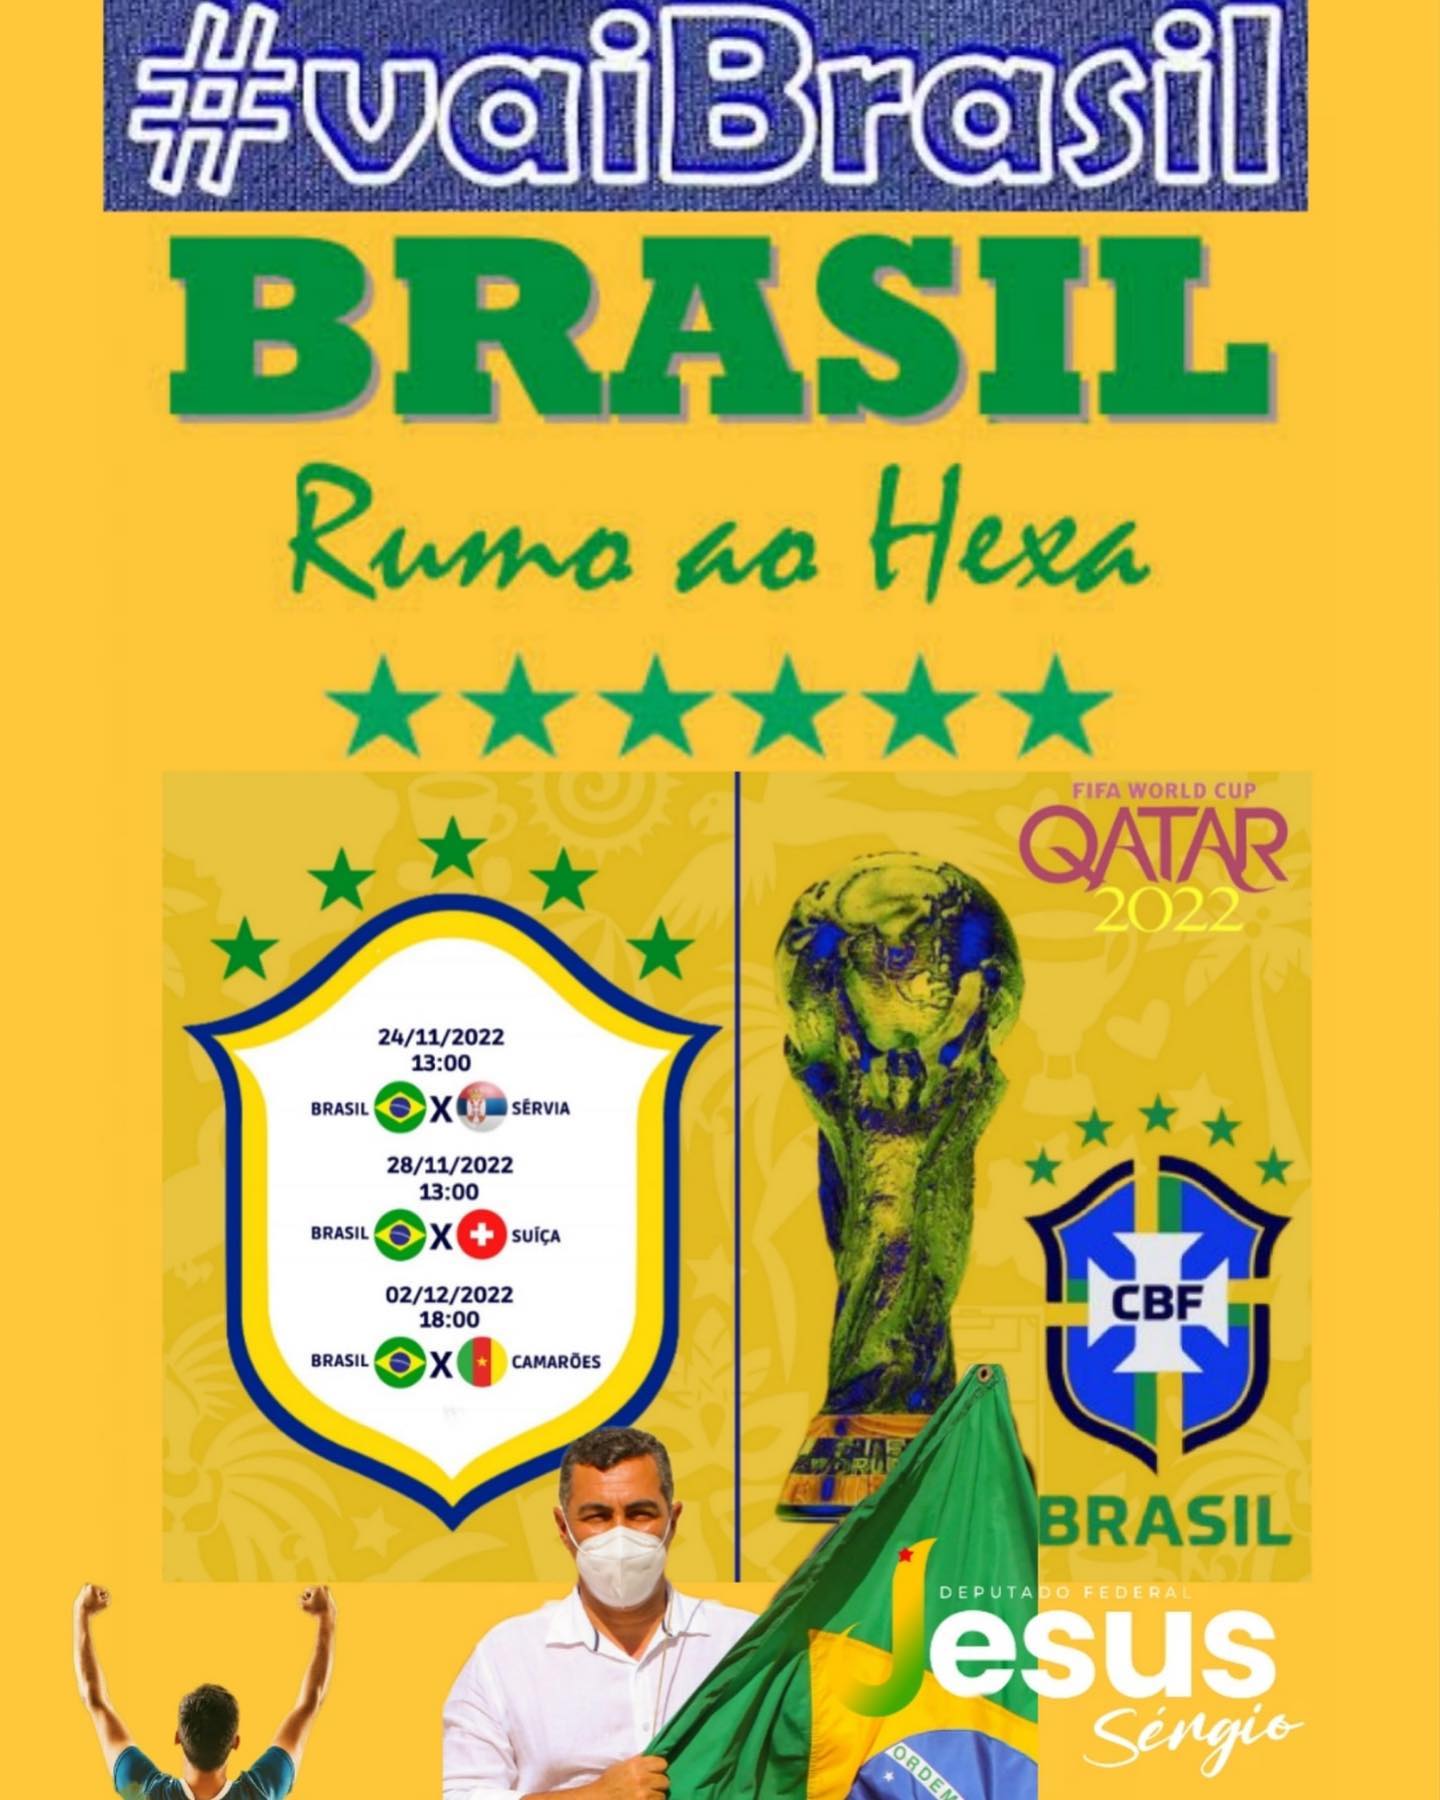 #vaiBrasil
BRASIL
Rumo ao Hexa
FIFA WORLD CUP
QATAR
2022
24/11/2022
13:00
BRASIL X SÉRVIA
28/11/2022
13:00
BRASIL X SUÍÇA
02/12/2022
18:00
BRASIL X CAMARÕES
CBF
BRASIL
DEPUTADO FEDERAL
Jesus
Sérgio
ORDEM